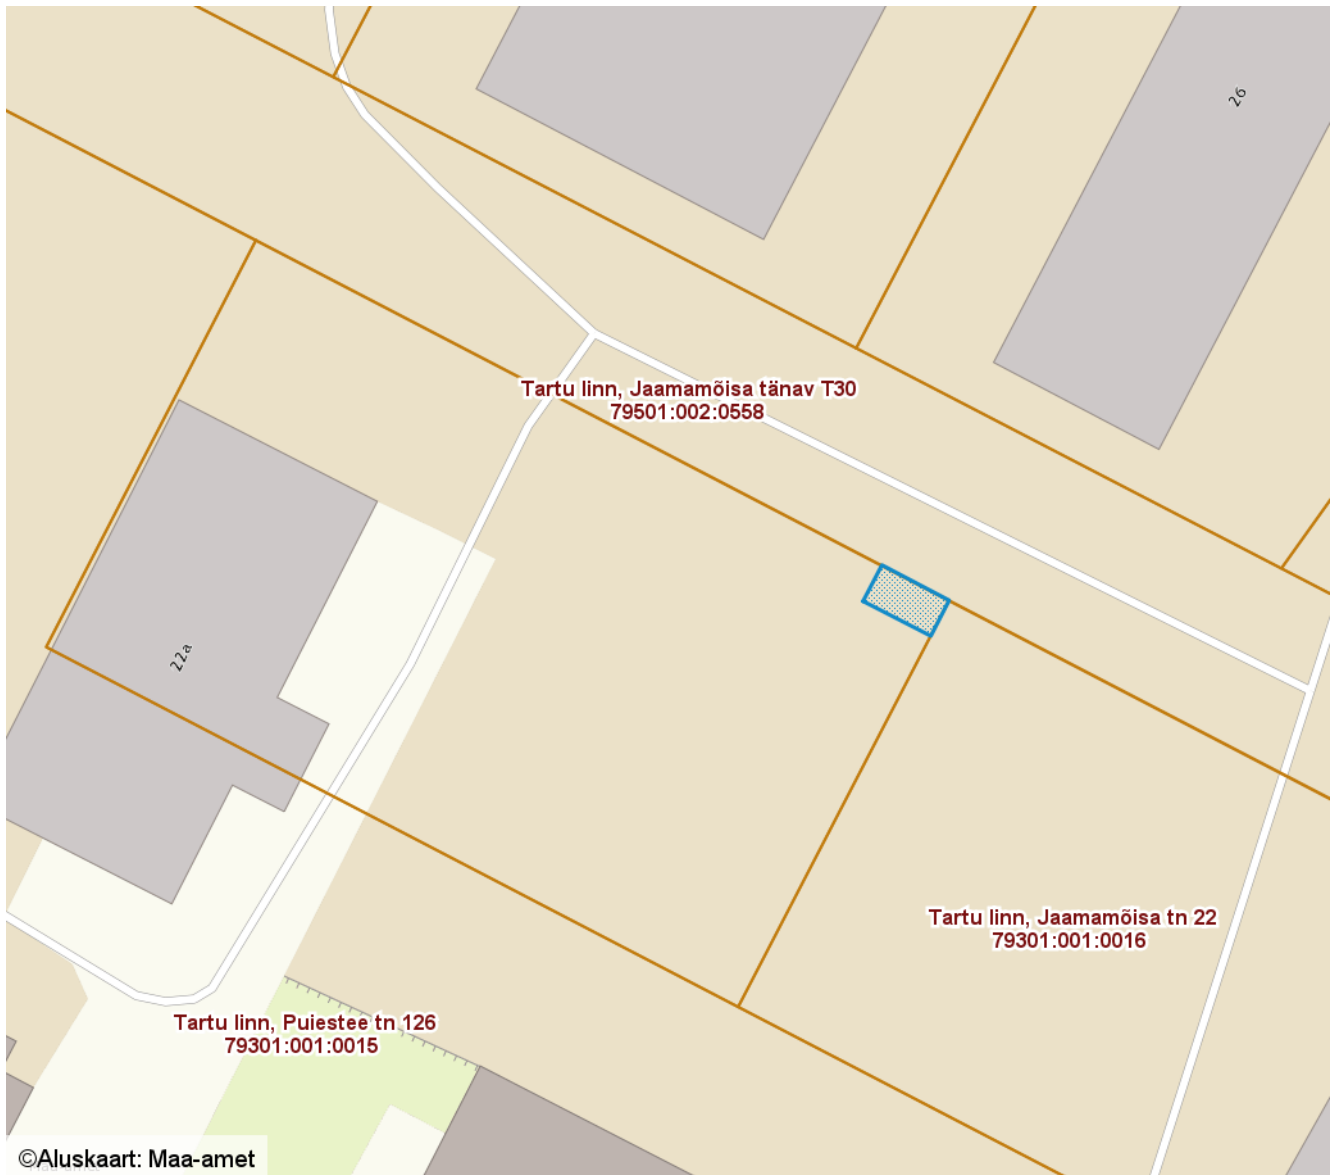 26
Tartu linn, Jaamamõisa tänav T30
79501:002:0558
22a
Tartu linn, Jaamamõisa tn 22
79301:001:0016
Tartu linn, Puiestee tn 126
79301:001:0015
©Aluskaart: Maa-amet